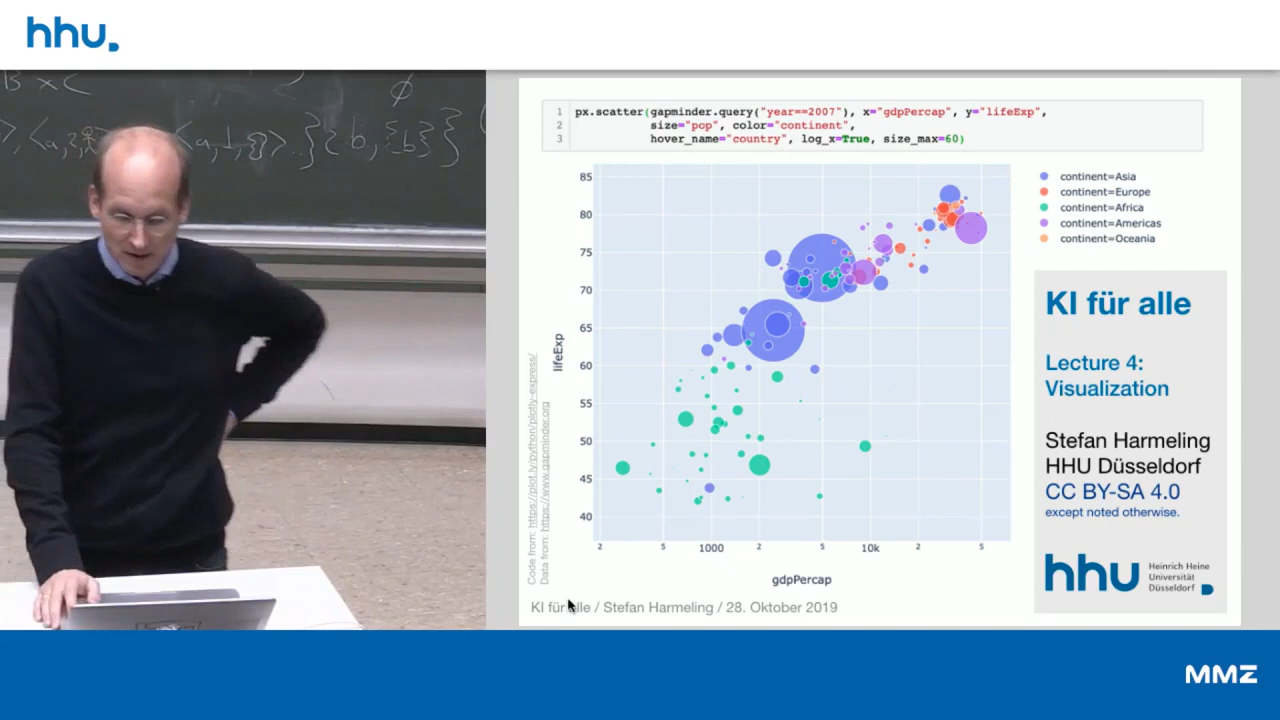 hhu.
B × C
φ
px.scatter(gapminder.query("year==2007"), x="gdpPercap", y="lifeExp",
size="pop", color="continent",
hover_name="country", log_x=True, size_max=60)
1
2
3
85
80
75
70
65
60
55
50
45
40
lifeExp
2
5
1000
2
5
10k
2
5
gdpPercap
continent=Asia
continent=Europe
continent=Africa
continent=Americas
continent=Oceania
Code from: https://plot.ly/python/plotly-express/
Data from: https://www.gapminder.org
KI für alle / Stefan Harmeling / 28. Oktober 2019
KI für alle
Lecture 4:
Visualization
Stefan Harmeling
HHU Düsseldorf
CC BY-SA 4.0
except noted otherwise.
hhu
Heinrich Heine
Universität
Düsseldorf
MMZ